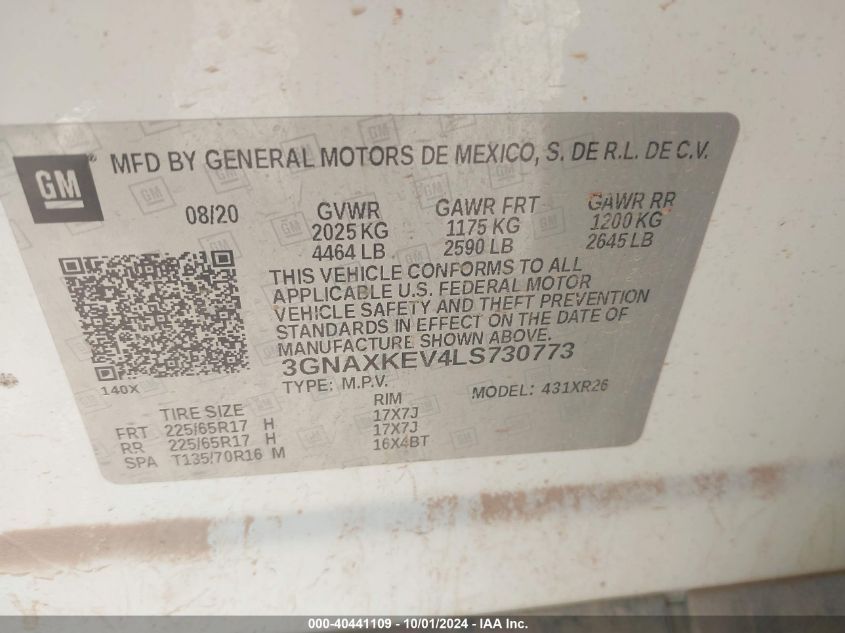 GM ® MFD BY GENERAL MOTORS DE MEXICO, S. DE R.L. DE C.V.
08/20 GVWR GAWR FRT GAWR RR
2025 KG 1175 KG 1200 KG
4464 LB 2590 LB 2645 LB
THIS VEHICLE CONFORMS TO ALL
APPLICABLE U.S. FEDERAL MOTOR
VEHICLE SAFETY AND THEFT PREVENTION
STANDARDS IN EFFECT ON THE DATE OF
MANUFACTURE SHOWN ABOVE.
3GNAXKEV4LS730773
140X TYPE: M.P.V. MODEL: 431XR26
TIRE SIZE RIM
FRT 225/65R17 H 17X7J
RR 225/65R17 H 17X7J
SPA T135/70R16 M 16X4BT
000-40441109 - 10/01/2024 - IAA Inc.